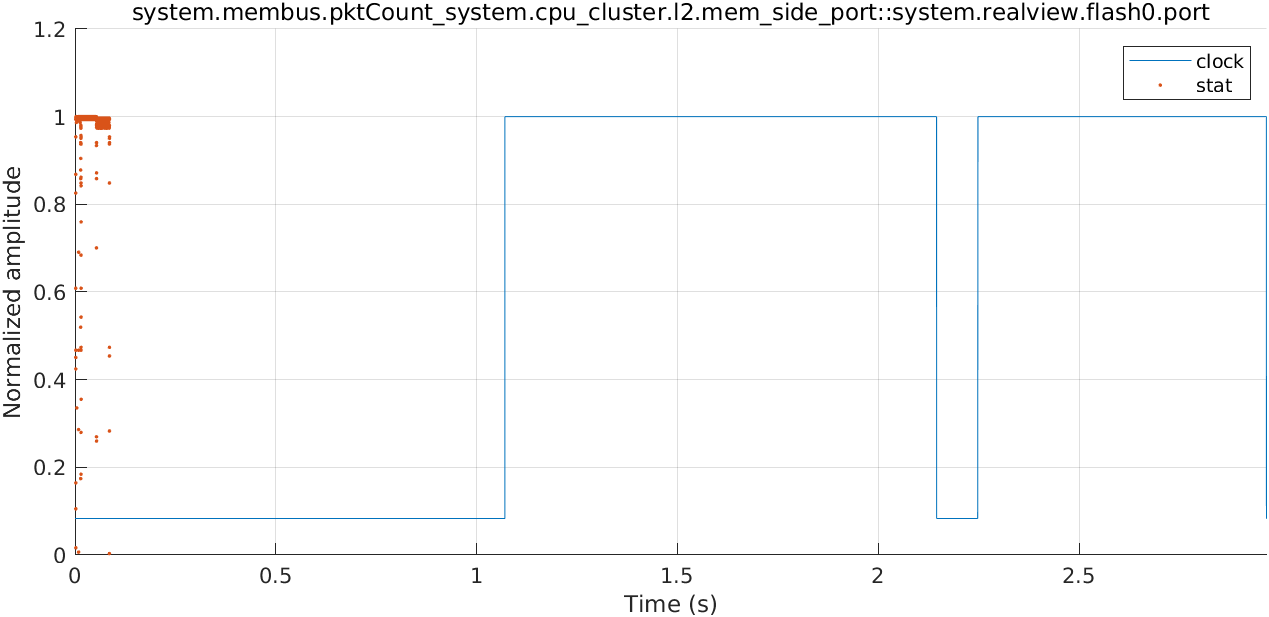 system.membus.pktCount_system.cpu_cluster.l2.mem_side_port::system.realview.flash0.port
1.2
clock
stat
1
0.8
0.6
0.4
0.2
0
Normalized amplitude
0 0.5 1 1.5 2 2.5
Time (s)